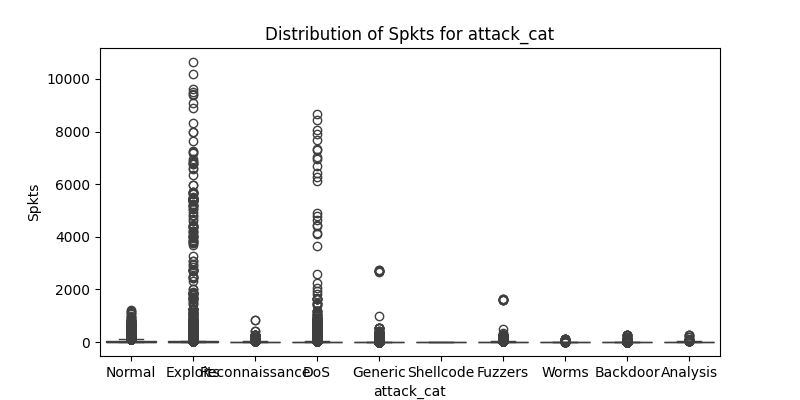 Distribution of Spkts for attack_cat
10000
8000
6000
4000
2000
0
Spkts
Normal Exploits Reconnaissance DoS Generic Shellcode Fuzzers Worms Backdoor Analysis
attack_cat